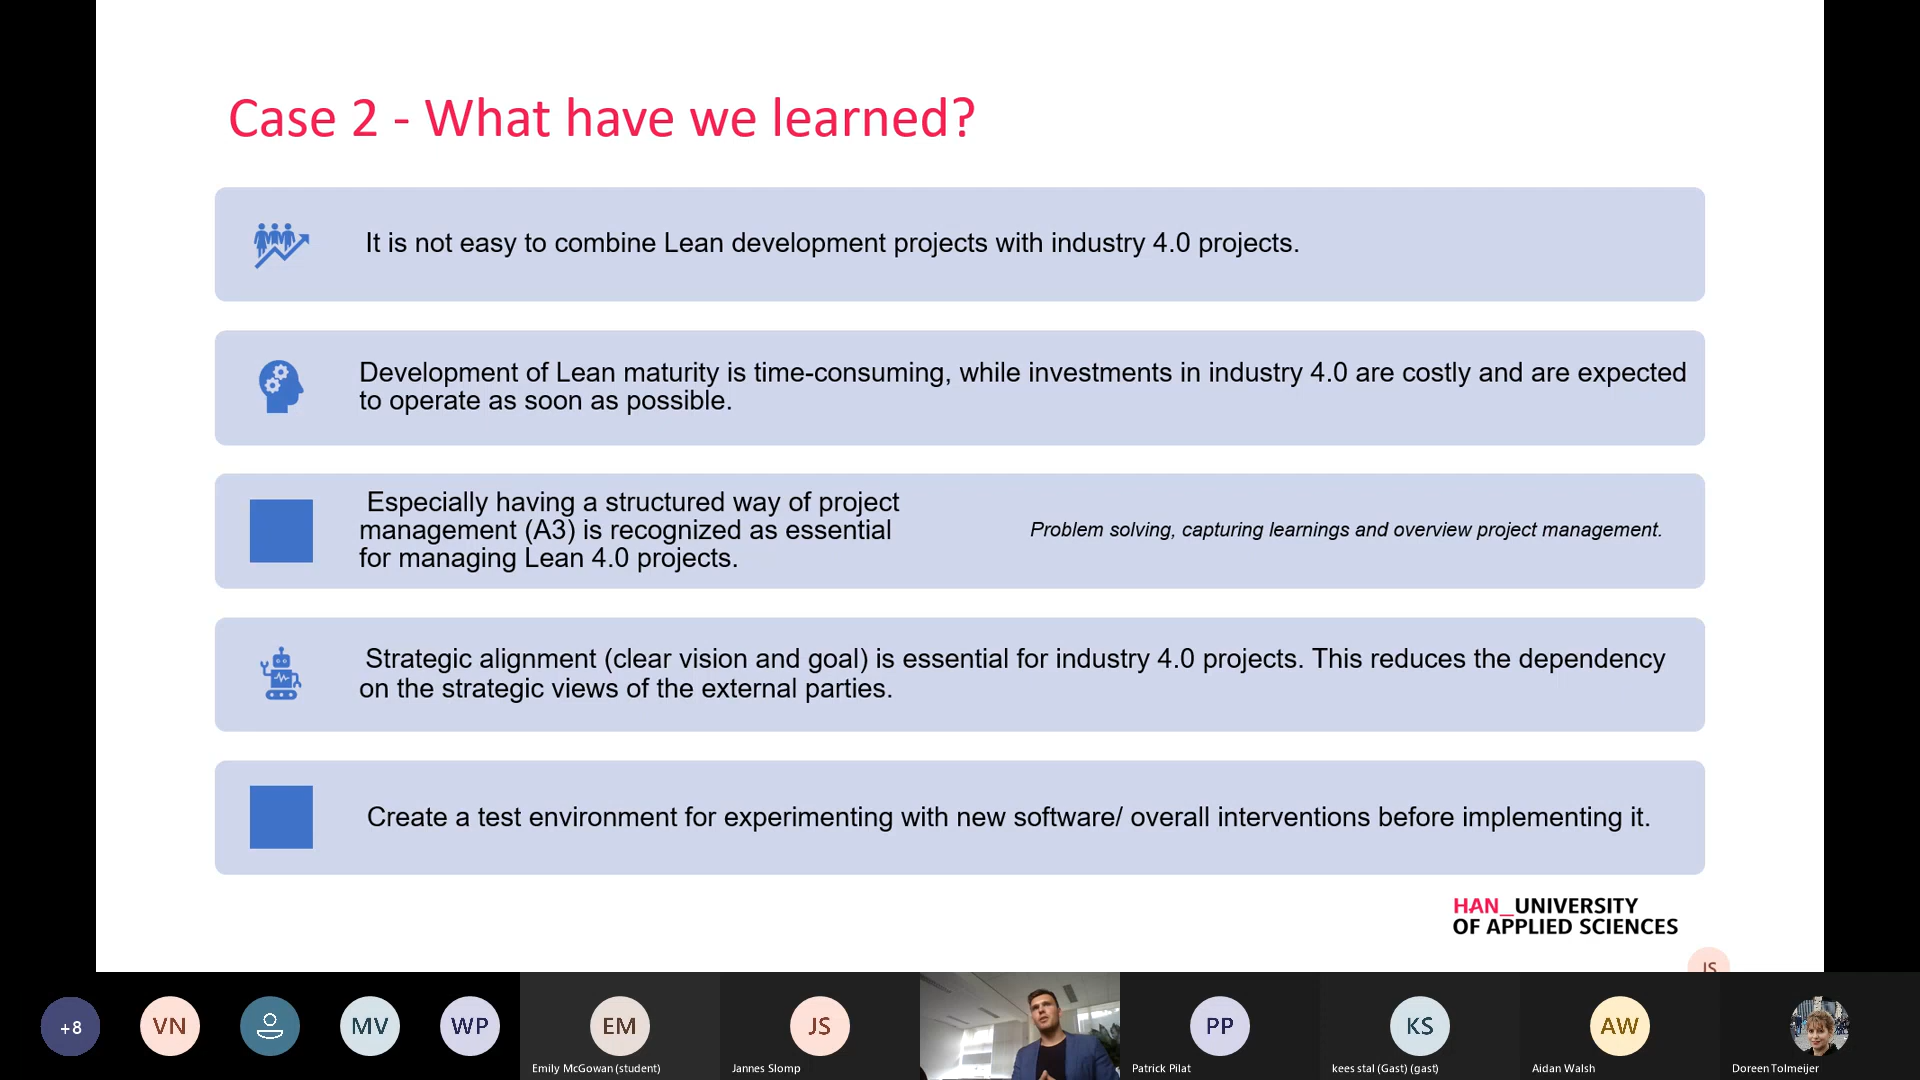 Case 2 - What have we learned?
It is not easy to combine Lean development projects with industry 4.0 projects.
Development of Lean maturity is time-consuming, while investments in industry 4.0 are costly and are expected
to operate as soon as possible.
Especially having a structured way of project
management (A3) is recognized as essential
for managing Lean 4.0 projects.
Problem solving, capturing learnings and overview project management.
Strategic alignment (clear vision and goal) is essential for industry 4.0 projects. This reduces the dependency
on the strategic views of the external parties.
Create a test environment for experimenting with new software/ overall interventions before implementing it.
HAN_UNIVERSITY
OF APPLIED SCIENCES
JS
+8
VN
MV
WP
EM
JS
PP
KS
AW
Emily McGowan (student)
Jannes Slomp
Patrick Pilat
kees stal (Gast) (gast)
Aidan Walsh
Doreen Tolmeijer